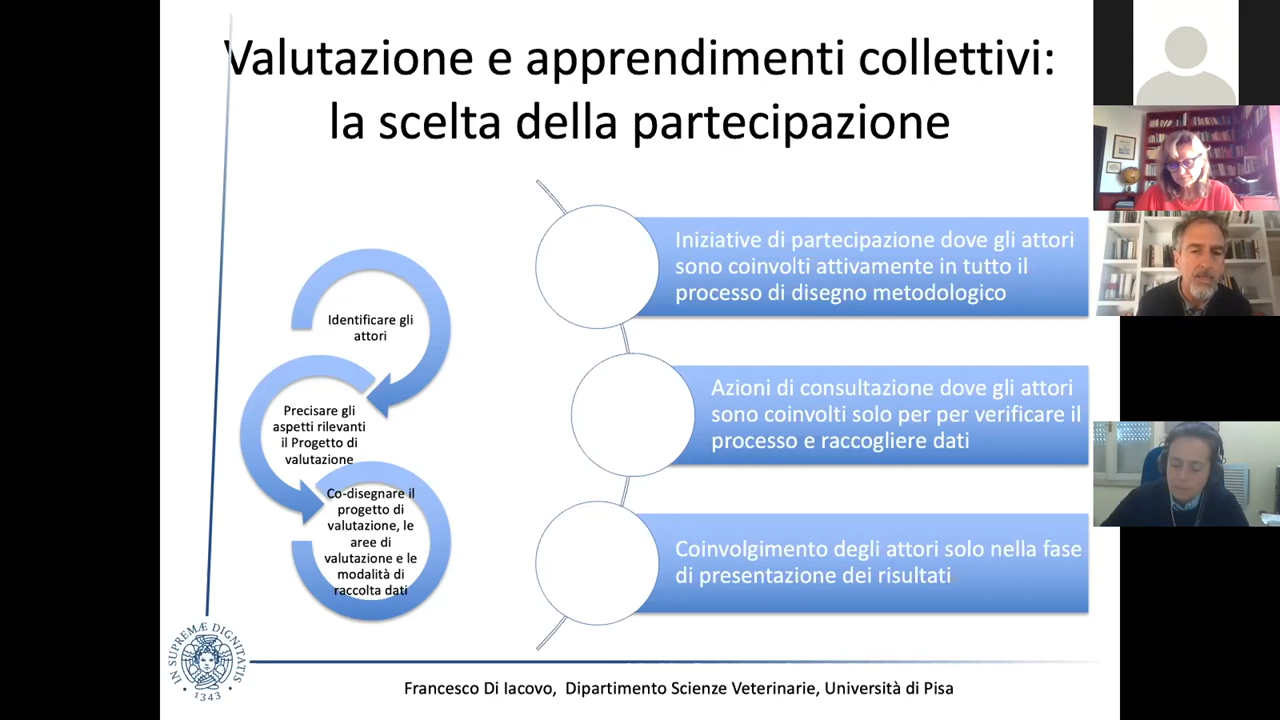 Valutazione e apprendimenti collettivi:
la scelta della partecipazione
Identificare gli
attori
Precisare gli
aspetti rilevanti
il Progetto di
valutazione
Co-disegnare il
progetto di
valutazione, le
aree di
valutazione e le
modalità di
raccolta dati
Iniziative di partecipazione dove gli attori
sono coinvolti attivamente in tutto il
processo di disegno metodologico
Azioni di consultazione dove gli attori
sono coinvolti solo per per verificare il
processo e raccogliere dati
Coinvolgimento degli attori solo nella fase
di presentazione dei risultati
IN SUPREMÆ DIGNITATIS
1343
Francesco Di Iacovo, Dipartimento Scienze Veterinarie, Università di Pisa